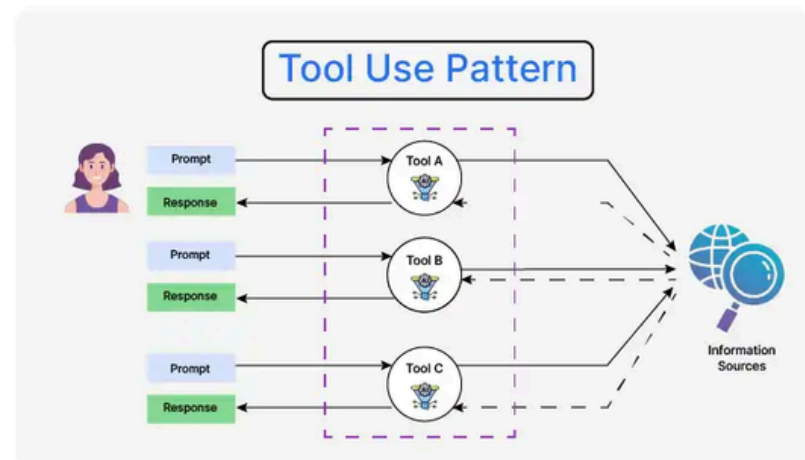 Tool Use Pattern
Prompt
Tool A
Response
Prompt
Tool B
Response
Information
Sources
Prompt
Tool C
Response